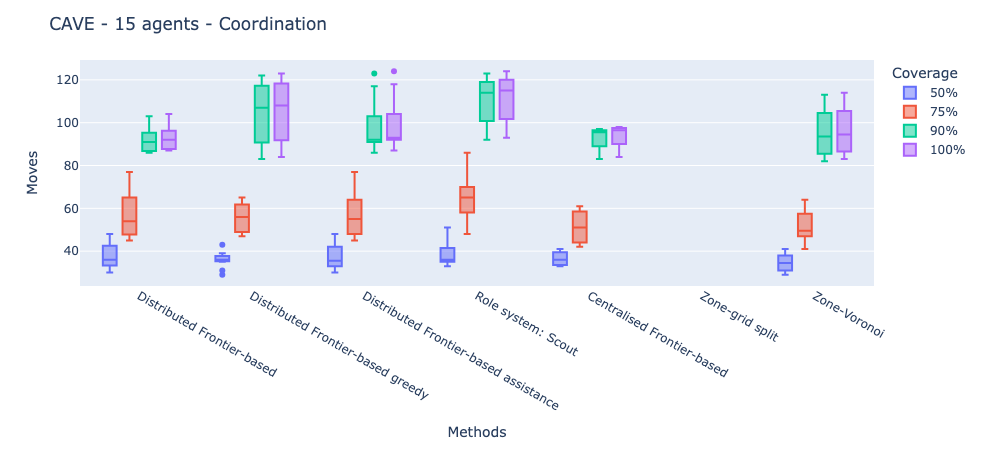 CAVE - 15 agents - Coordination
Coverage
50%
75%
90%
100%
Moves
120
100
80
60
40
Distributed Frontier-based
Distributed Frontier-based greedy
Distributed Frontier-based assistance
Role system: Scout
Centralised Frontier-based
Zone-grid split
Zone-Voronoi
Methods